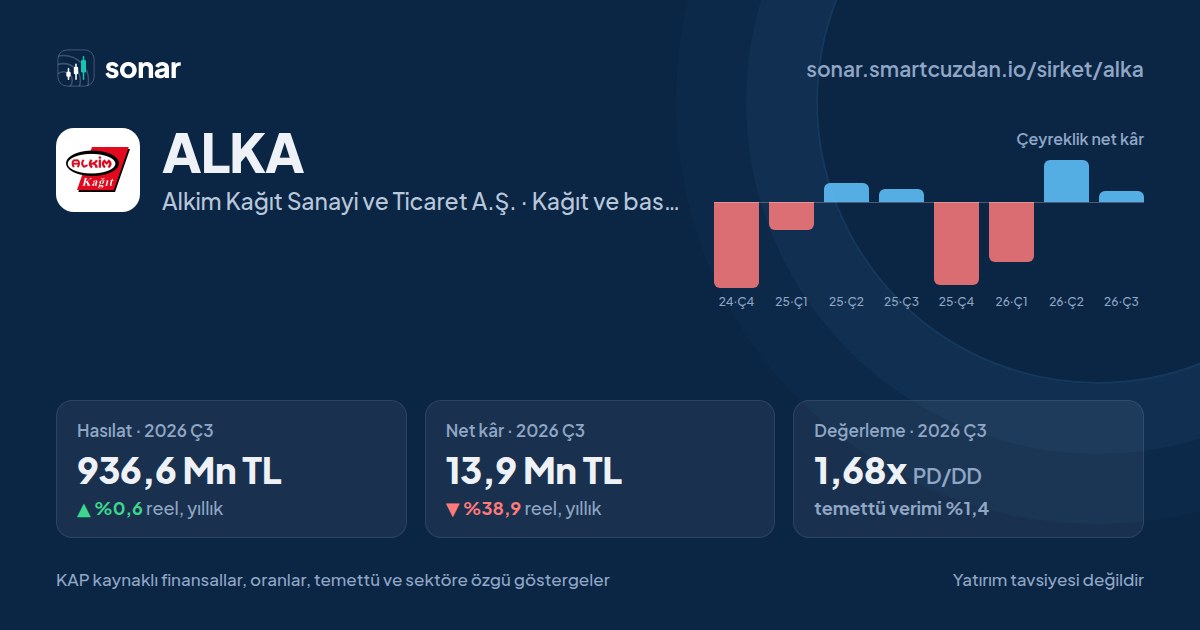 sonar
sonar.smartcuzdan.io/sirket/alka
ALKİM
Kağıt
ALKA
Alkim Kağıt Sanayi ve Ticaret A.Ş. · Kağıt ve bas...
Çeyreklik net kâr
24-Ç4 25-Ç1 25-Ç2 25-Ç3 25-Ç4 26-Ç1 26-Ç2 26-Ç3
Hasılat · 2026 Ç3
936,6 Mn TL
▲ %0,6 reel, yıllık
Net kâr · 2026 Ç3
13,9 Mn TL
▼ %38,9 reel, yıllık
Değerleme · 2026 Ç3
1,68x PD/DD
temettü verimi %1,4
KAP kaynaklı finansallar, oranlar, temettü ve sektöre özgü göstergeler
Yatırım tavsiyesi değildir